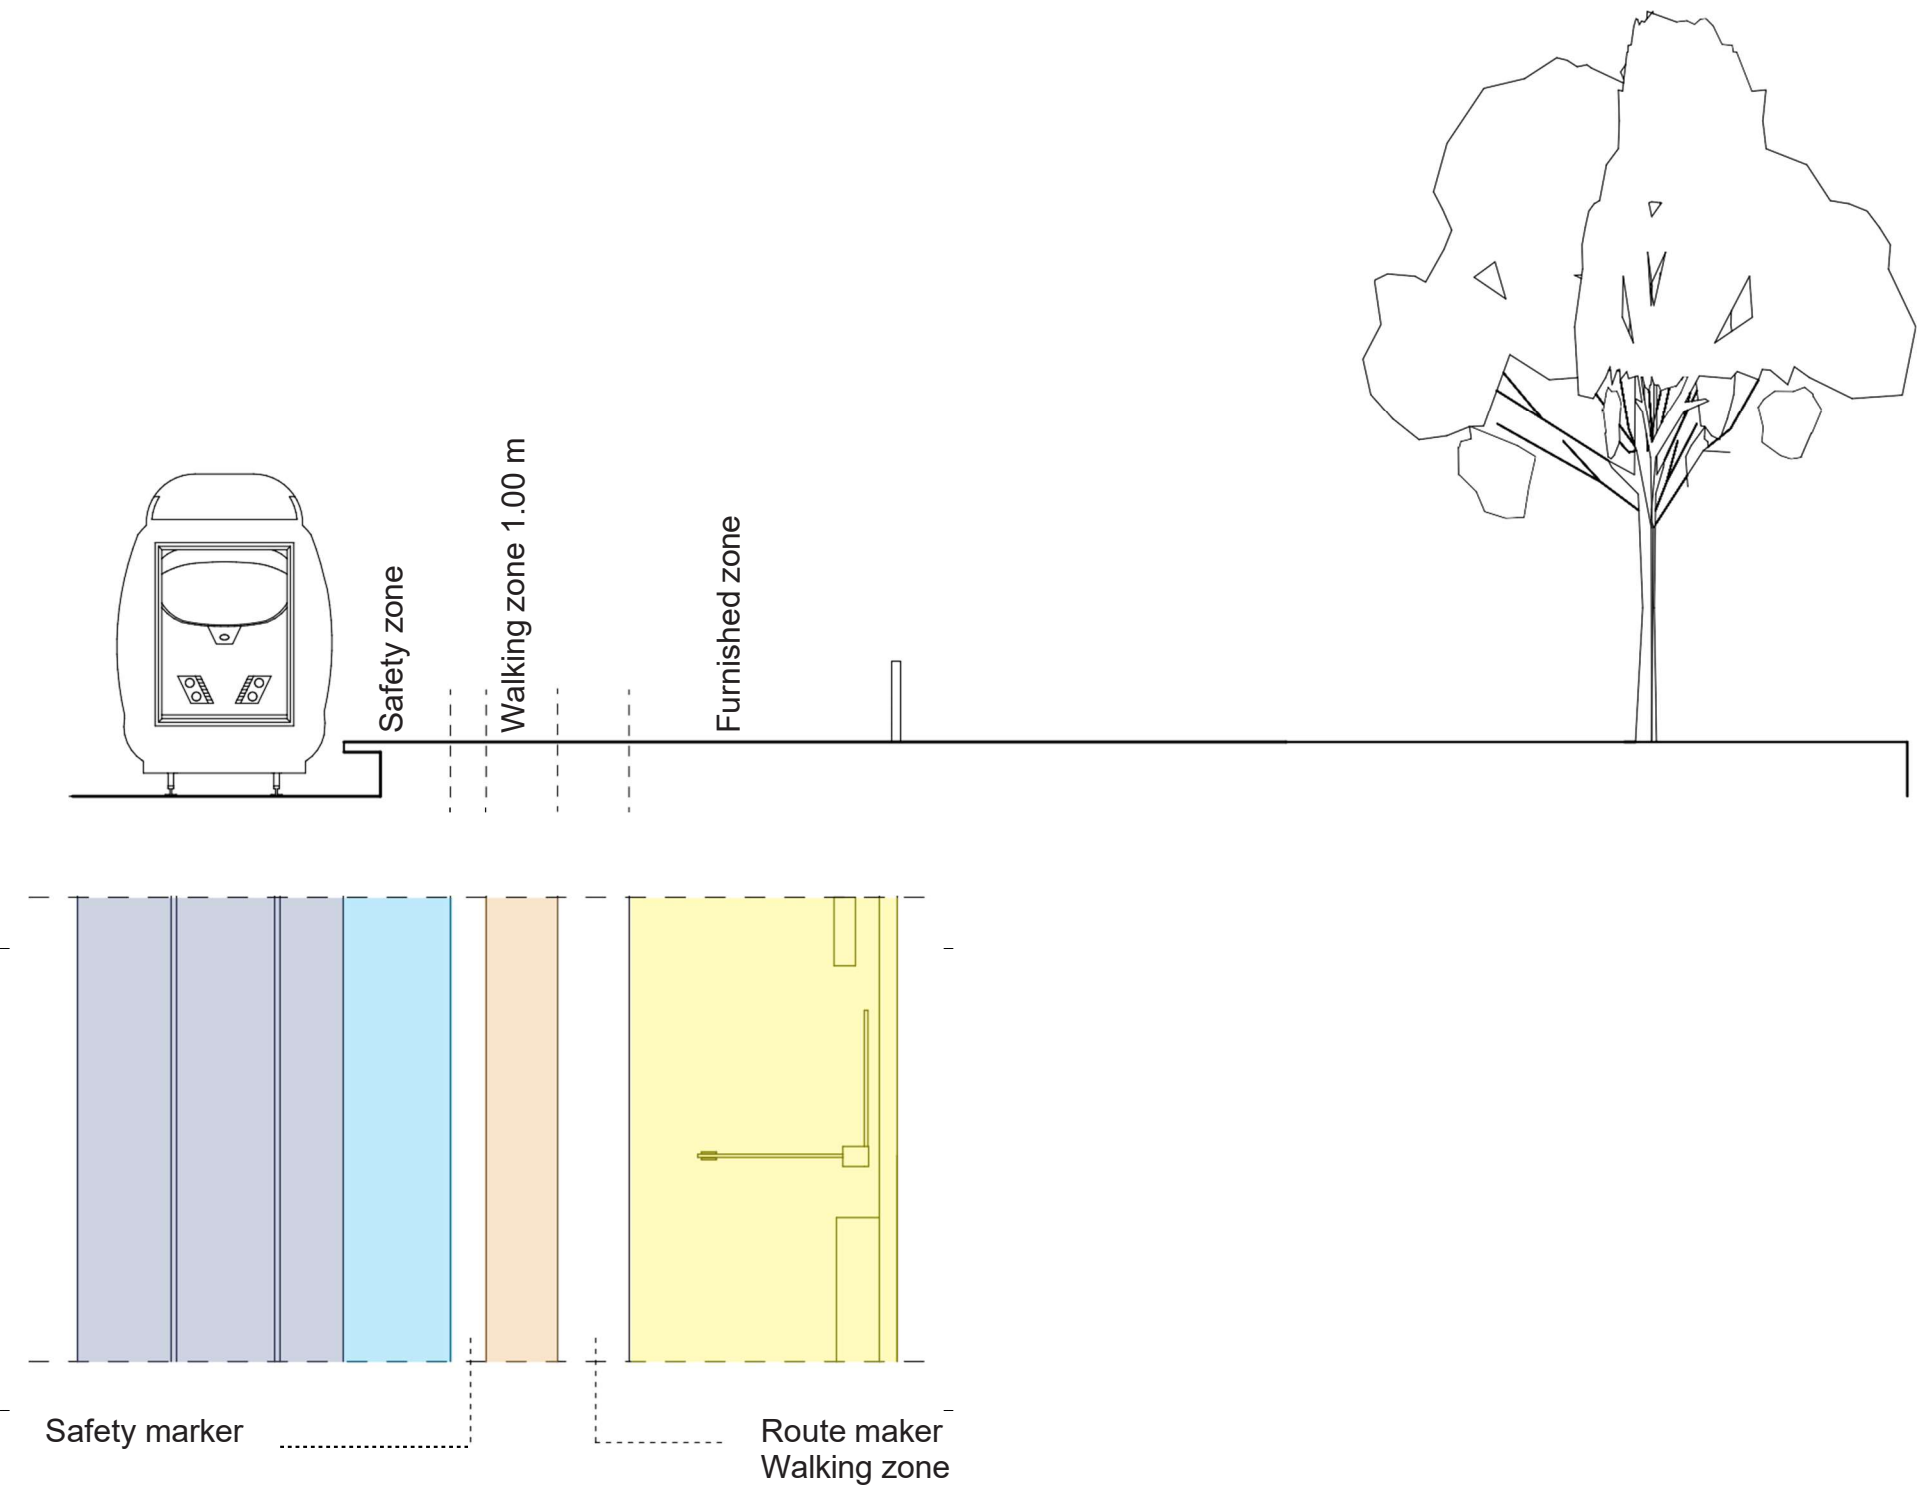 Safety zone
Walking zone 1.00 m
Furnished zone
Safety marker
Route maker
Walking zone